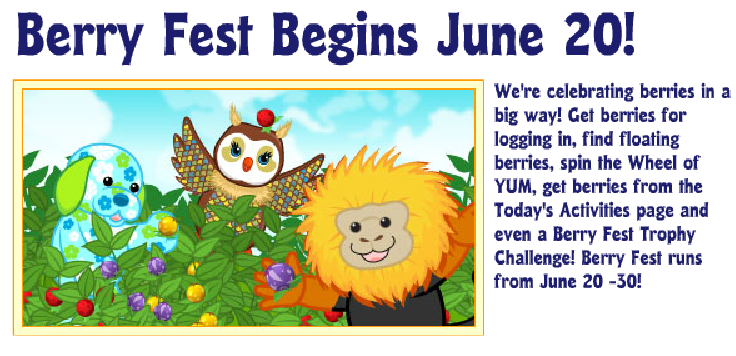 Berry Fest Begins June 20!
We're celebrating berries in a
big way! Get berries for
logging in, find floating
berries, spin the Wheel of
YUM, get berries from the
Today's Activities page and
even a Berry Fest Trophy
Challenge! Berry Fest runs
from June 20 -30!